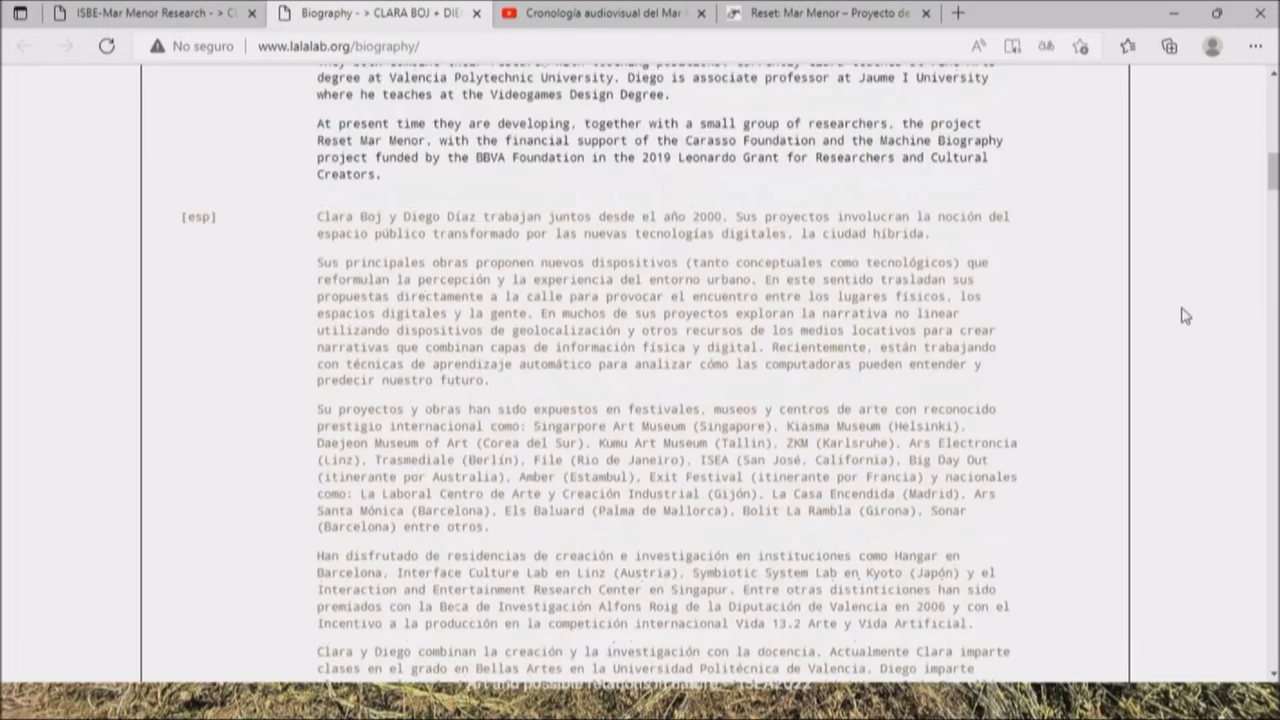 ISBE-Mar Menor Research - > Cl
Biography - > CLARA BOJ + DIE
Cronología audiovisual del Mar
Reset: Mar Menor – Proyecto de
No seguro
www.lalalab.org/biography/
degree at Valencia Polytechnic University. Diego is associate professor at Jaume I University
where he teaches at the Videogames Design Degree.
At present time they are developing, together with a small group of researchers, the project
Reset Mar Menor, with the financial support of the Carasso Foundation and the Machine Biography
project funded by the BBVA Foundation in the 2019 Leonardo Grant for Researchers and Cultural
Creators.
[esp]
Clara Boj y Diego Díaz trabajan juntos desde el año 2000. Sus proyectos involucran la noción del
espacio público transformado por las nuevas tecnologías digitales, la ciudad híbrida.
Sus principales obras proponen nuevos dispositivos (tanto conceptuales como tecnológicos) que
reformulan la percepción y la experiencia del entorno urbano. En este sentido trasladan sus
propuestas directamente a la calle para provocar el encuentro entre los lugares físicos, los
espacios digitales y la gente. En muchos de sus proyectos exploran la narrativa no linear
utilizando dispositivos de geolocalización y otros recursos de los medios locativos para crear
narrativas que combinan capas de información física y digital. Recientemente, están trabajando
con técnicas de aprendizaje automático para analizar cómo las computadoras pueden entender y
predecir nuestro futuro.
Su proyectos y obras han sido expuestos en festivales, museos y centros de arte con reconocido
prestigio internacional como: Singarpore Art Museum (Singapore), Kiasma Museum (Helsinki),
Daejeon Museum of Art (Corea del Sur), Kumu Art Museum (Tallin), ZKM (Karlsruhe), Ars Electroncia
(Linz), Trasmediale (Berlín), File (Rio de Janeiro), ISEA (San José, California), Big Day Out
(itinerante por Australia), Amber (Estambul), Exit Festival (itinerante por Francia) y nacionales
como: La Laboral Centro de Arte y Creación Industrial (Gijón), La Casa Encendida (Madrid), Ars
Santa Mónica (Barcelona), Els Baluard (Palma de Mallorca), Bolit La Rambla (Girona), Sonar
(Barcelona) entre otros.
Han disfrutado de residencias de creación e investigación en instituciones como Hangar en
Barcelona, Interface Culture Lab en Linz (Austria), Symbiotic System Lab en Kyoto (Japón) y el
Interaction and Entertainment Research Center en Singapur. Entre otras distinticiones han sido
premiados con la Beca de Investigación Alfons Roig de la Diputación de Valencia en 2006 y con el
Incentivo a la producción en la competición internacional Vida 13.2 Arte y Vida Artificial.
Clara y Diego combinan la creación y la investigación con la docencia. Actualmente Clara imparte
clases en el grado en Bellas Artes en la Universidad Politécnica de Valencia. Diego imparte
ISEA2022